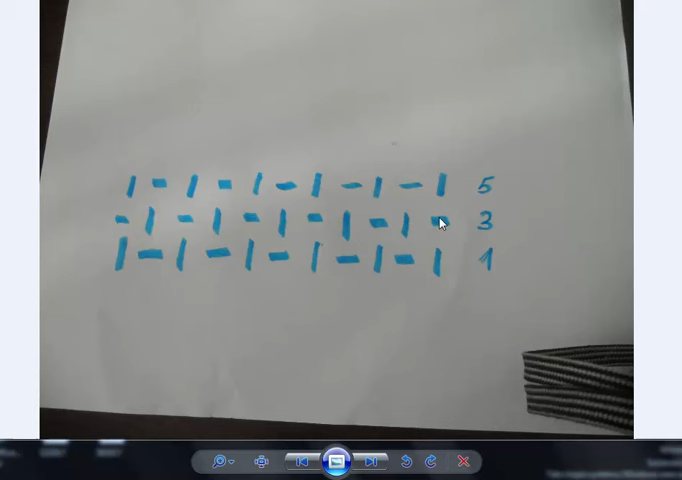 | - | - | - | - | - | 5
- | - | - | - | - | - 3
| - | - | - | - | - | 1